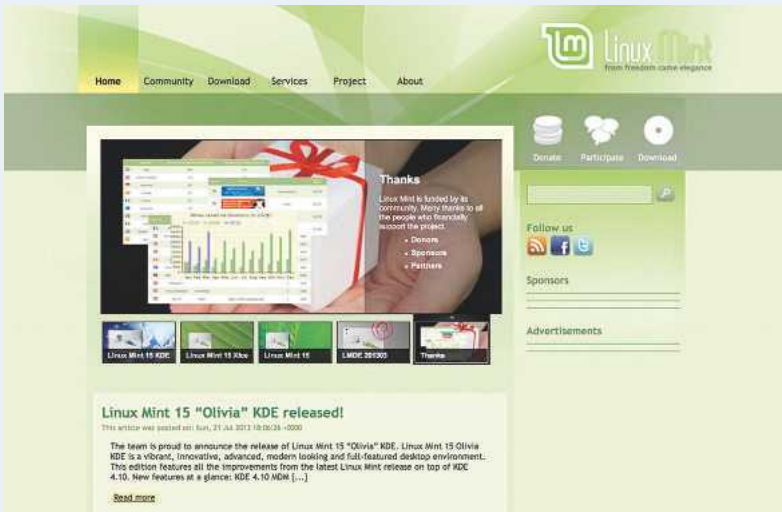 Linux Mint
from freedom came elegance
Home Community Download Services Project About
Donate Participate Download
Thanks
Linux Mint is funded by its
community. Many thanks to all
the people who financially
support the project.
Donors
Sponsors
Partners
Follow us
Sponsors
Advertisements
Linux Mint 15 KDE
Linux Mint 15 Xfce
Linux Mint 15
LMDE 201303
Thanks
Linux Mint 15 “Olivia” KDE released!
This article was posted on: Sun, 21 Jul 2013 18:06:26 +0000
The team is proud to announce the release of Linux Mint 15 “Olivia” KDE. Linux Mint 15 Olivia
KDE is a vibrant, innovative, advanced, modern looking and full-featured desktop environment.
This edition features all the improvements from the latest Linux Mint release on top of KDE
4.10. New features at a glance: KDE 4.10 MDM [...]
Read more